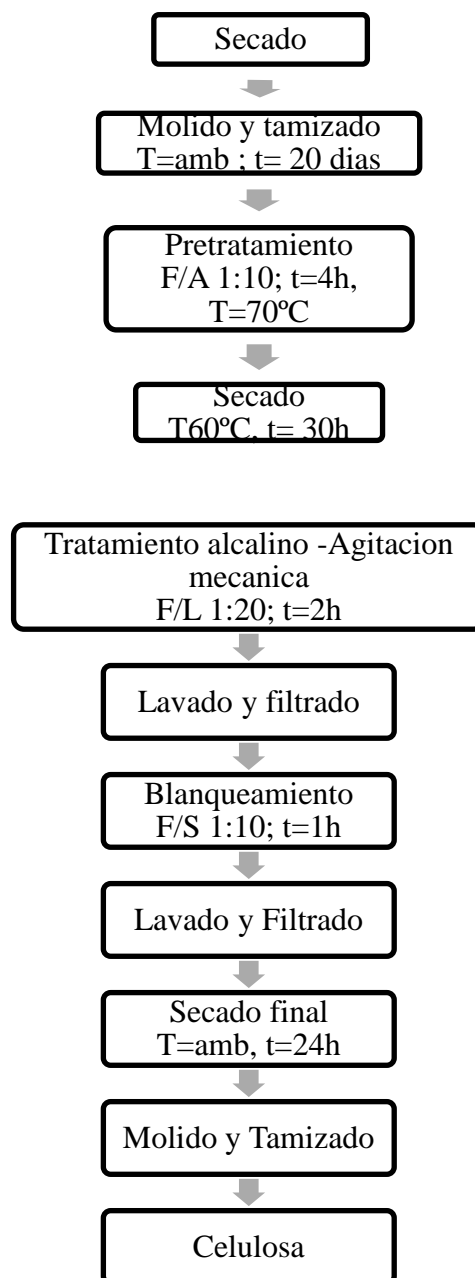 Secado
Molido y tamizado
T=amb ; t= 20 dias
Pretratamiento
F/A 1:10; t=4h,
T=70ºC
Secado
T60ºC, t= 30h
Tratamiento alcalino -Agitacion
mecanica
F/L 1:20; t=2h
Lavado y filtrado
Blanqueamiento
F/S 1:10; t=1h
Lavado y Filtrado
Secado final
T=amb, t=24h
Molido y Tamizado
Celulosa